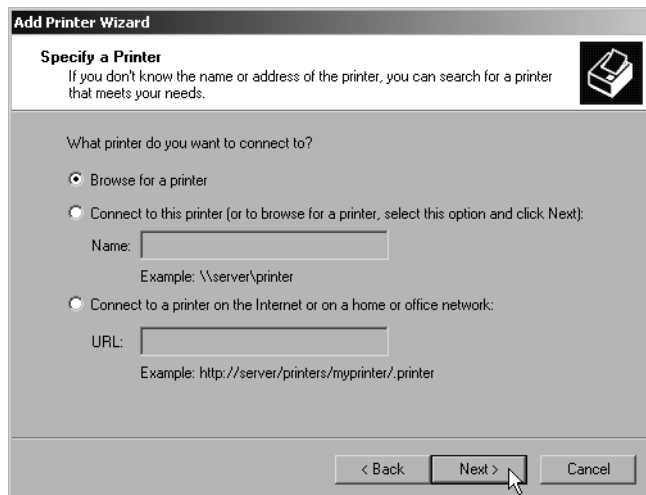 Add Printer Wizard
Specify a Printer
If you don't know the name or address of the printer, you can search for a printer
that meets your needs.
What printer do you want to connect to?
Browse for a printer
Connect to this printer (or to browse for a printer, select this option and click Next):
Name:
Example: \\server\printer
Connect to a printer on the Internet or on a home or office network:
URL:
Example: http://server/printers/myprinter/.printer
< Back Next > Cancel